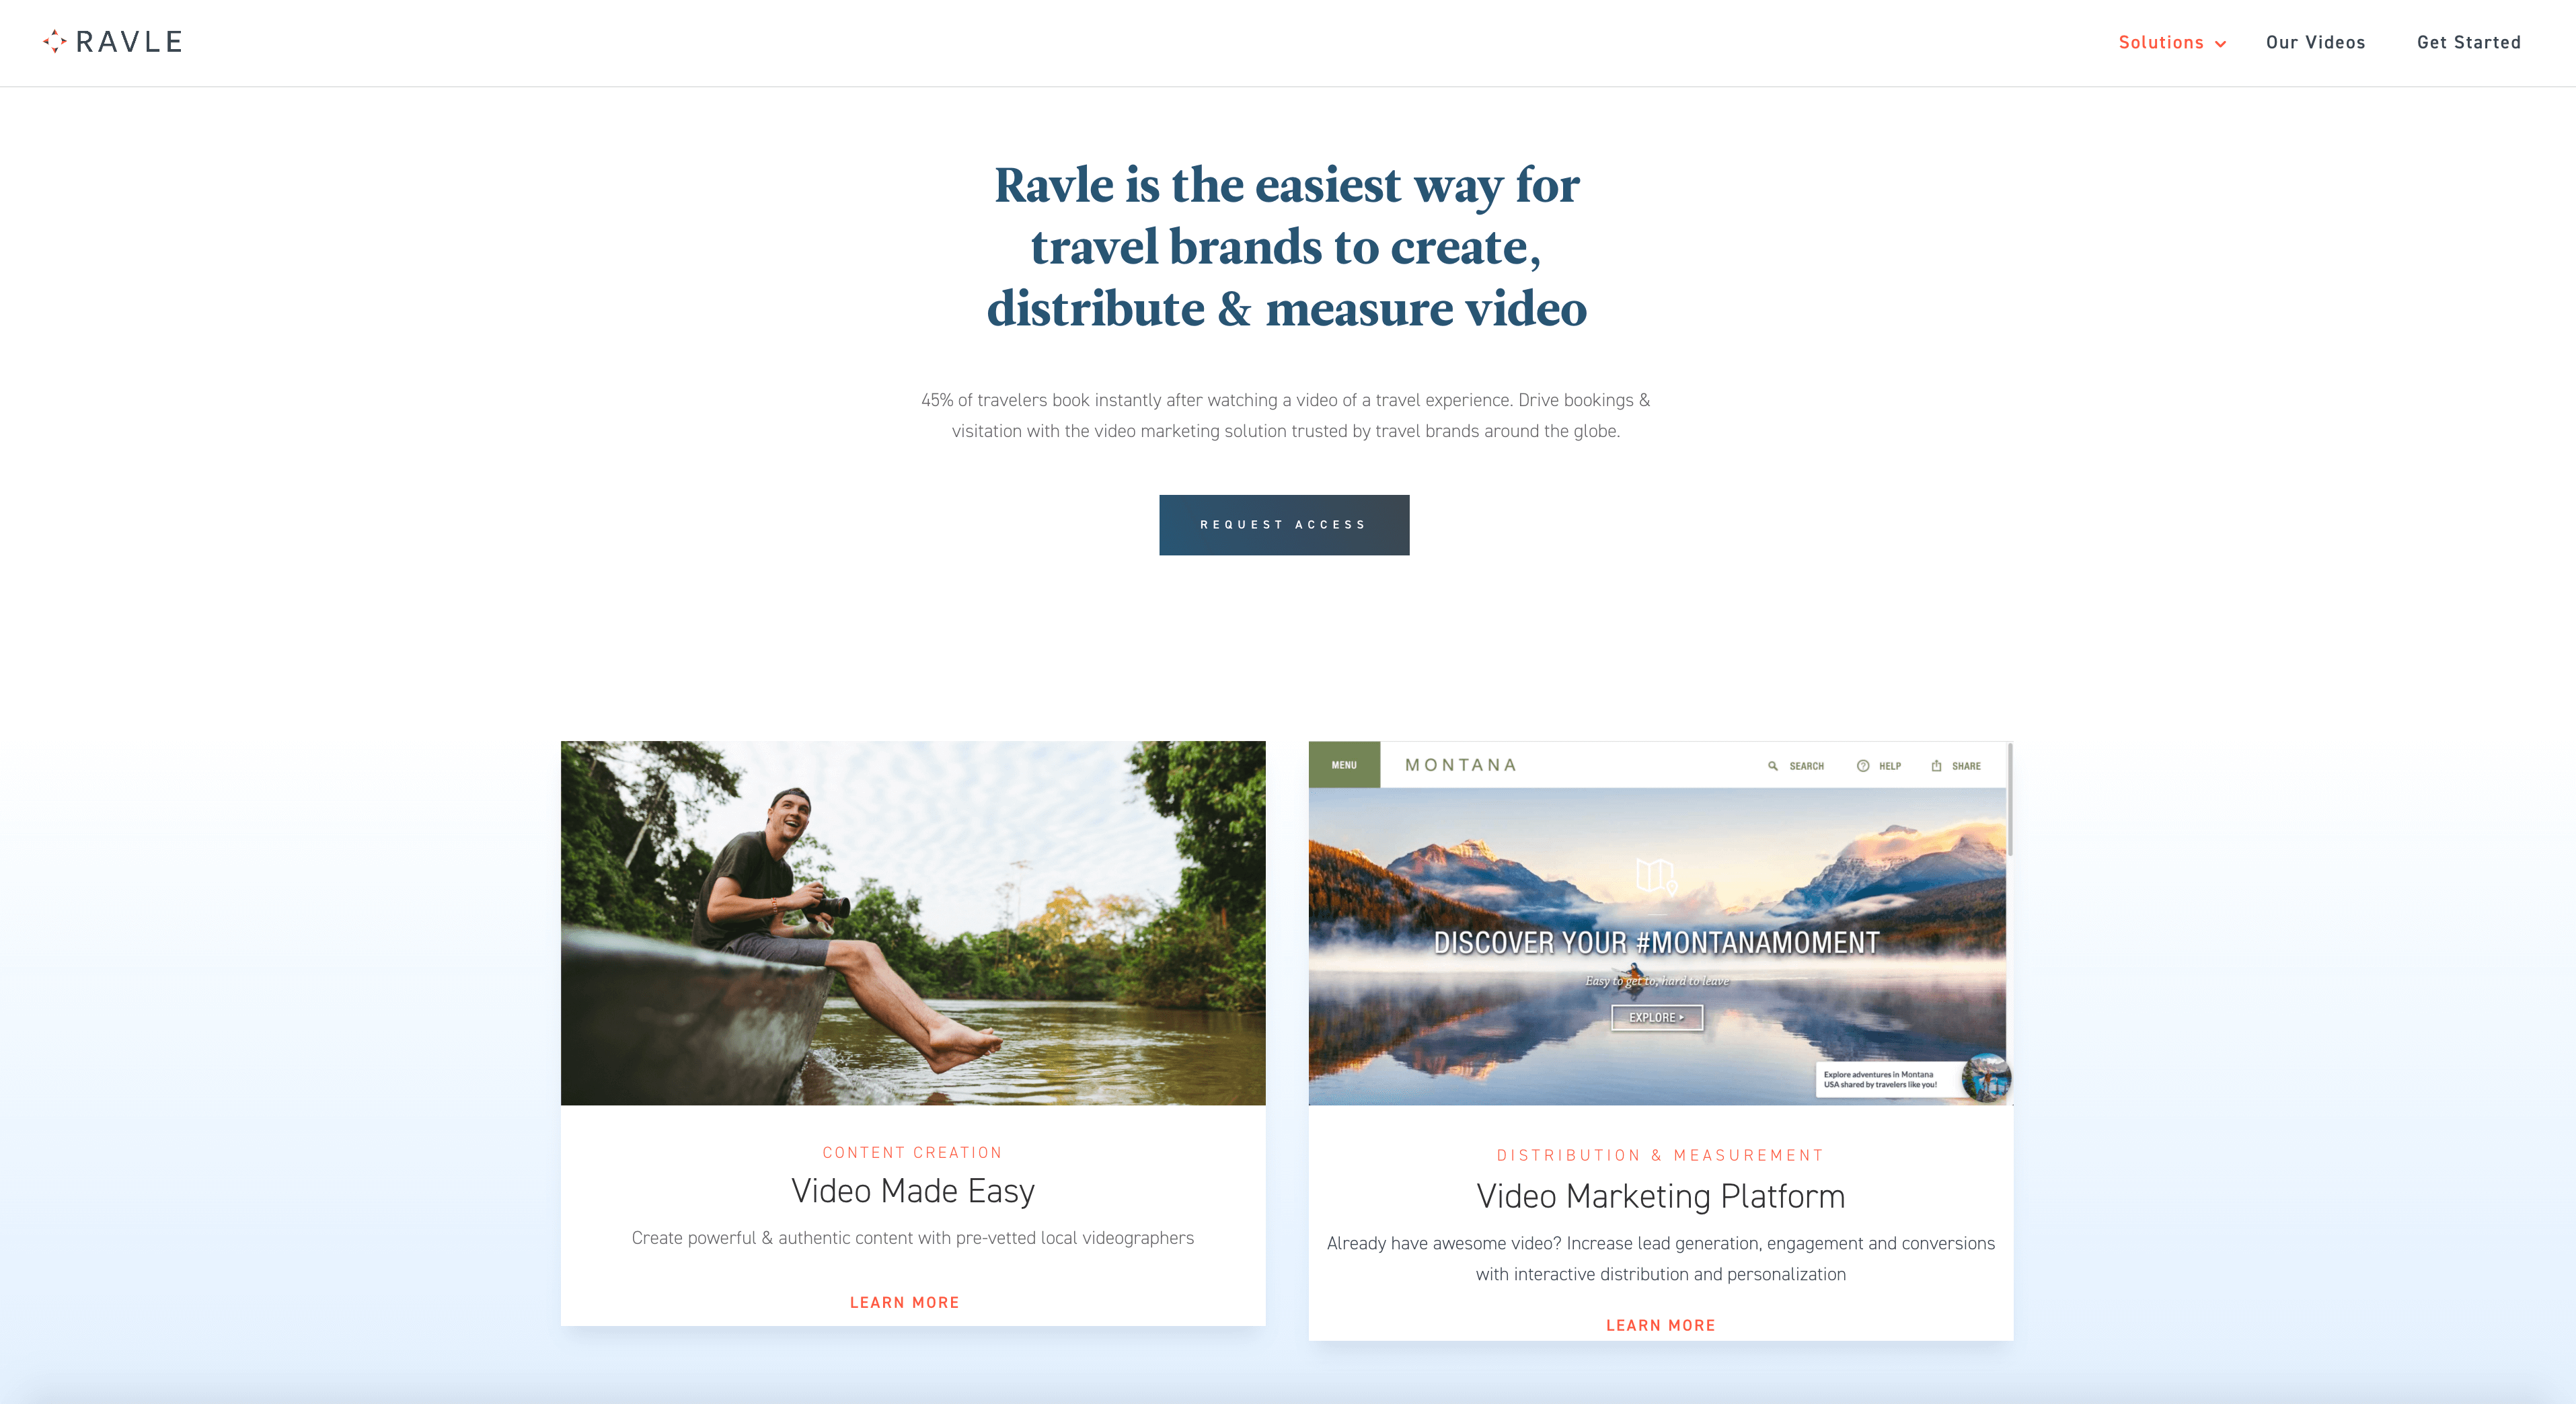 RAVLE
Solutions
Our Videos
Get Started
Ravle is the easiest way for
travel brands to create,
distribute & measure video
45% of travelers book instantly after watching a video of a travel experience. Drive bookings &
visitation with the video marketing solution trusted by travel brands around the globe.
REQUEST ACCESS
CONTENT CREATION
Video Made Easy
Create powerful & authentic content with pre-vetted local videographers
LEARN MORE
MENU
MONTANA
SEARCH
HELP
SHARE
DISCOVER YOUR #MONTANAMOMENT
Easy to get to, hard to leave
EXPLORE
Explore adventures in Montana
USA shared by travelers like you!
DISTRIBUTION & MEASUREMENT
Video Marketing Platform
Already have awesome video? Increase lead generation, engagement and conversions
with interactive distribution and personalization
LEARN MORE